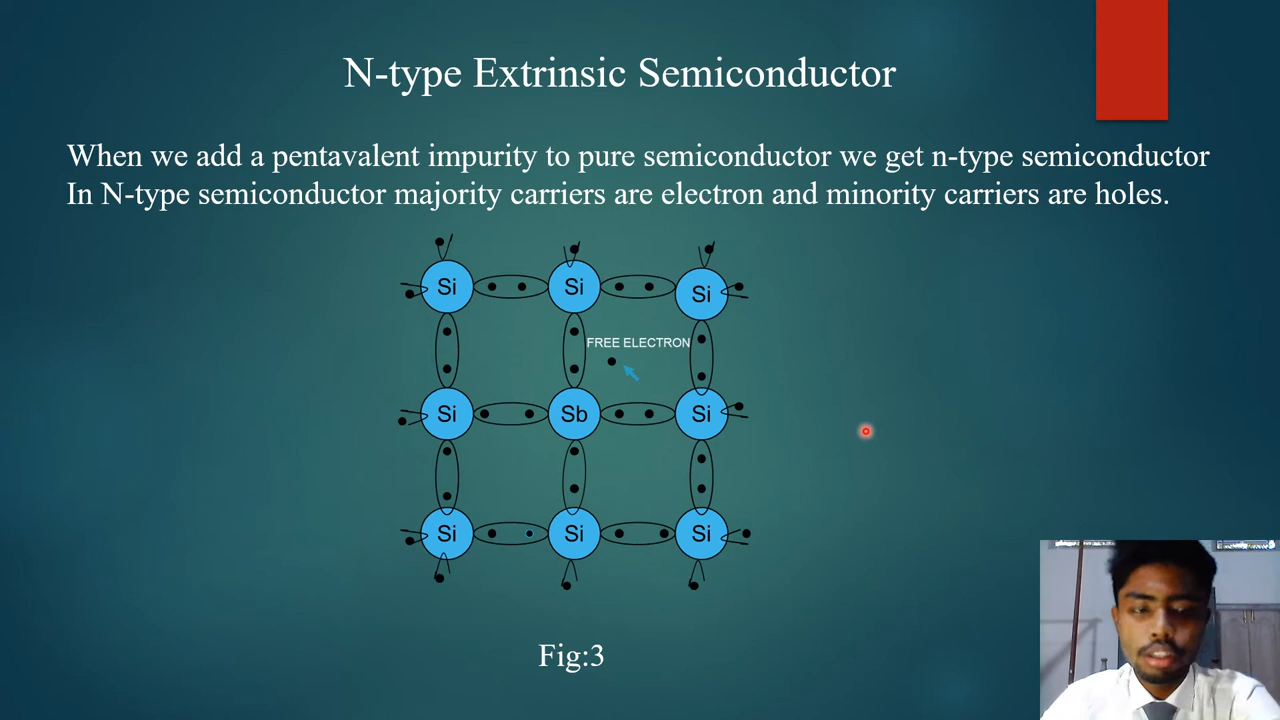 N-type Extrinsic Semiconductor
When we add a pentavalent impurity to pure semiconductor we get n-type semiconductor
In N-type semiconductor majority carriers are electron and minority carriers are holes.
Si Si Si
FREE ELECTRON
Si Sb Si
Si Si Si
Fig:3